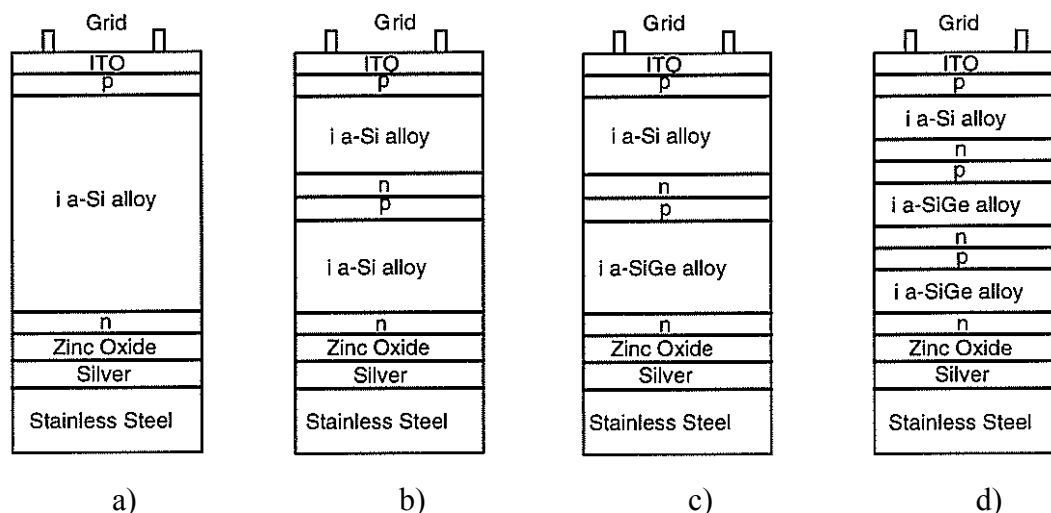 Grid
ITO
p
i a-Si alloy
n
Zinc Oxide
Silver
Stainless Steel
a)
Grid
ITO
p
i a-Si alloy
n
p
i a-Si alloy
n
Zinc Oxide
Silver
Stainless Steel
b)
Grid
ITO
p
i a-Si alloy
n
p
i a-SiGe alloy
n
Zinc Oxide
Silver
Stainless Steel
c)
Grid
ITO
p
i a-Si alloy
n
p
i a-SiGe alloy
n
p
i a-SiGe alloy
n
Zinc Oxide
Silver
Stainless Steel
d)